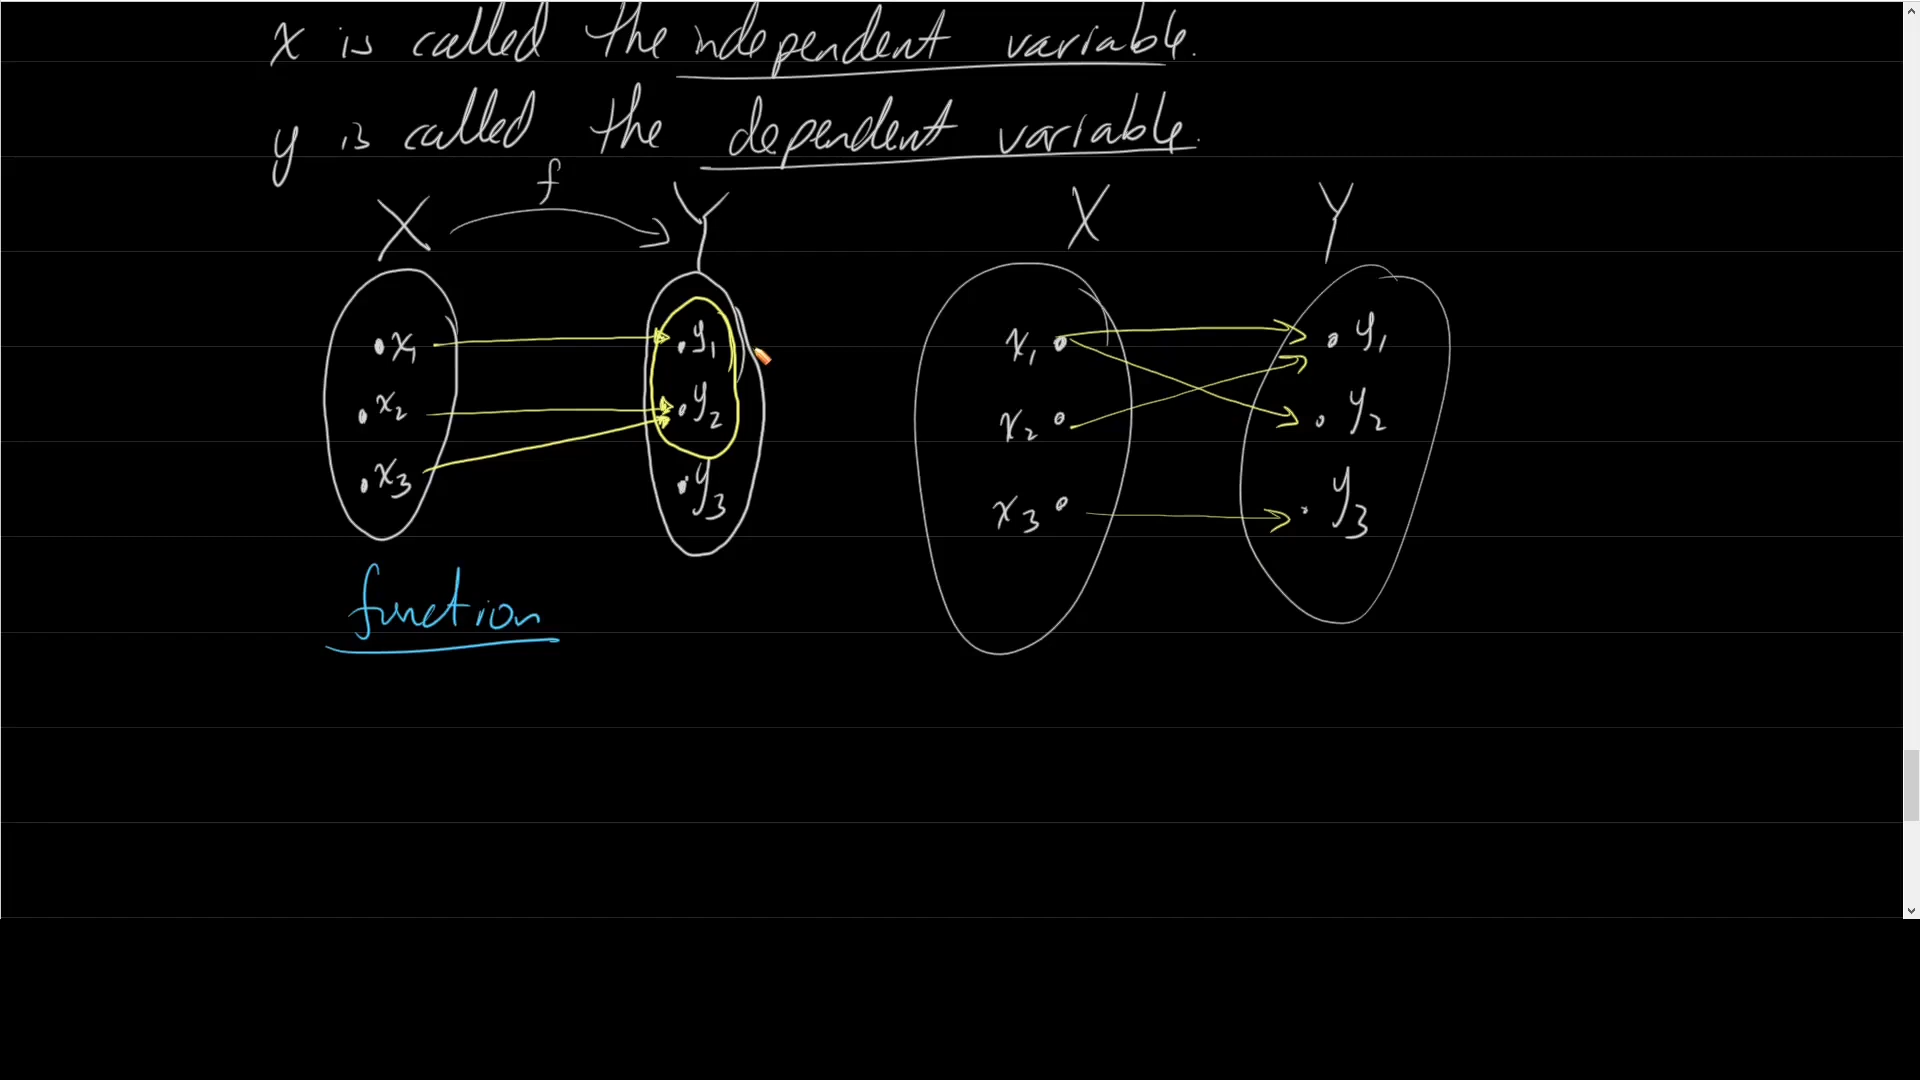 x is called the independent variable.
y is called the dependent variable.
f
X Y X Y
x₁ y₁ x₁ y₁
x₂ y₂ x₂ y₂
x₃ y₃ x₃ y₃
function